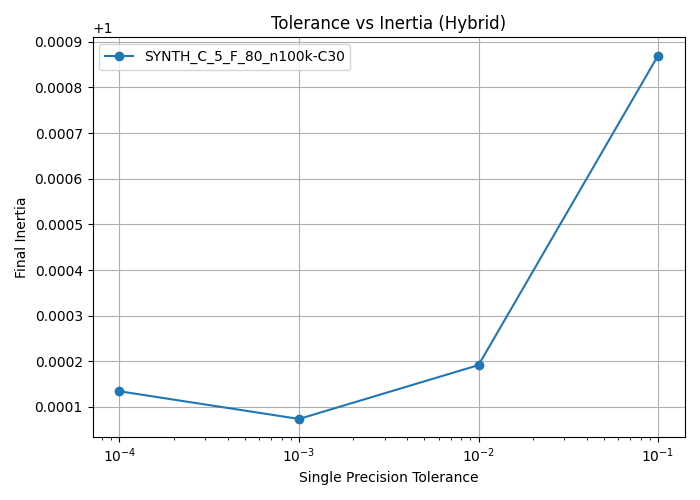 Tolerance vs Inertia (Hybrid)
+1
SYNTH_C_5_F_80_n100k-C30
0.0009
0.0008
0.0007
0.0006
0.0005
0.0004
0.0003
0.0002
0.0001
Final Inertia
10⁻⁴ 10⁻³ 10⁻² 10⁻¹
Single Precision Tolerance